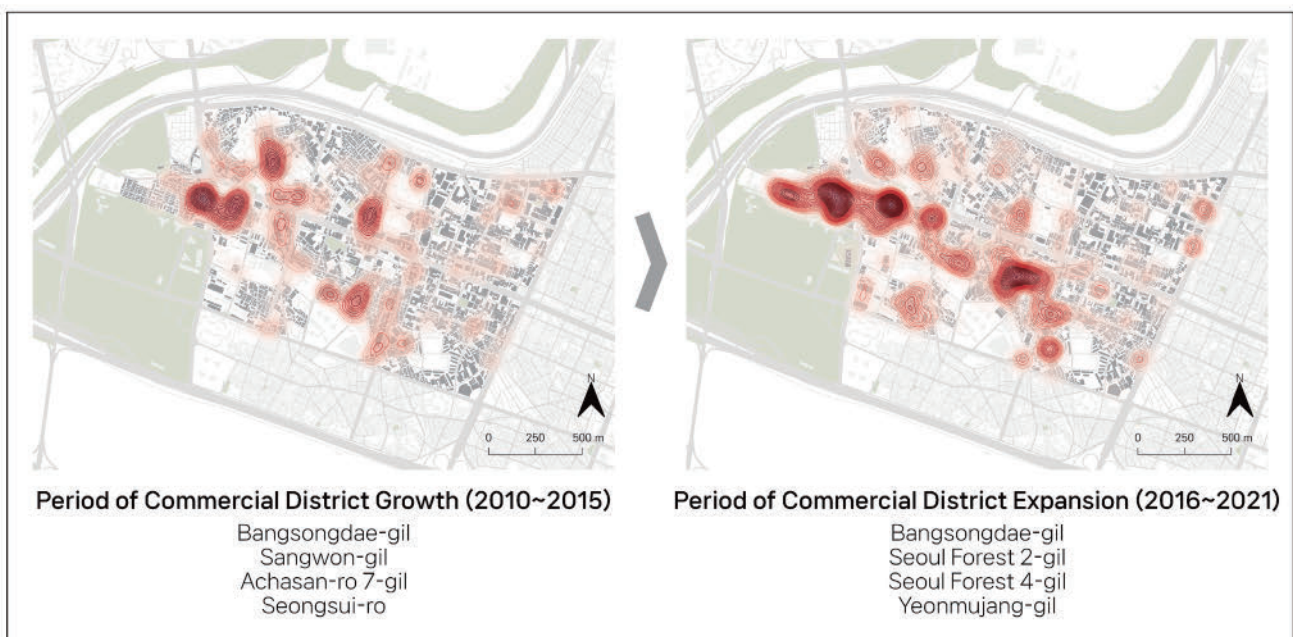 N
0 250 500 m
N
0 250 500 m
Period of Commercial District Growth (2010~2015)
Bangsongdae-gil
Sangwon-gil
Achasan-ro 7-gil
Seongsui-ro
Period of Commercial District Expansion (2016~2021)
Bangsongdae-gil
Seoul Forest 2-gil
Seoul Forest 4-gil
Yeonmujang-gil